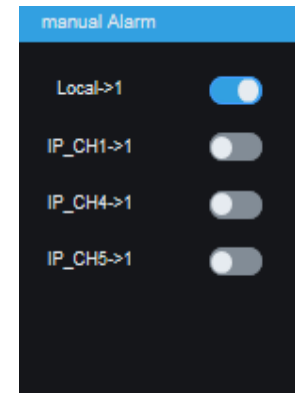 manual Alarm
Local->1
IP_CH1->1
IP_CH4->1
IP_CH5->1